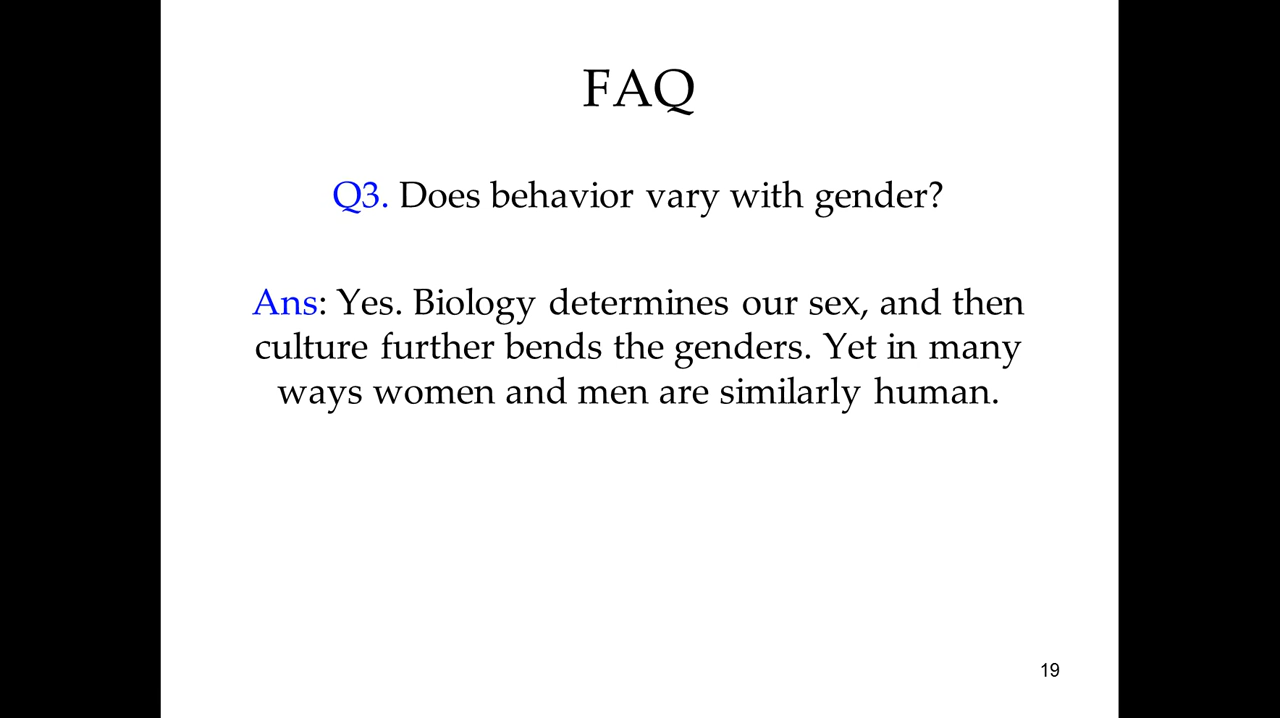 FAQ
Q3. Does behavior vary with gender?
Ans: Yes. Biology determines our sex, and then
culture further bends the genders. Yet in many
ways women and men are similarly human.
19